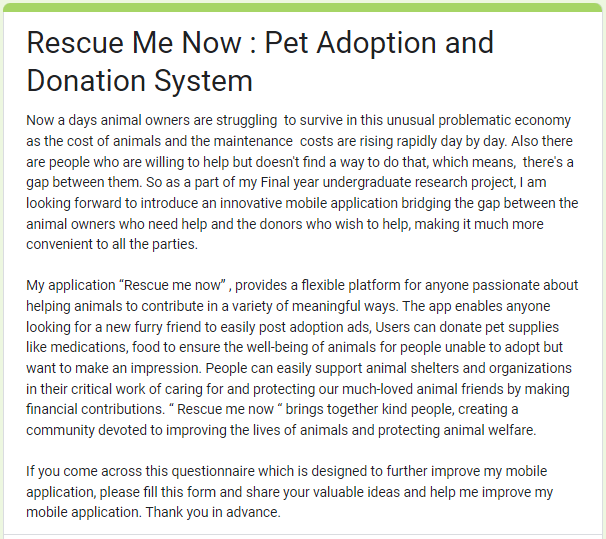 Rescue Me Now : Pet Adoption and
Donation System
Now a days animal owners are struggling  to survive in this unusual problematic economy
as the cost of animals and the maintenance  costs are rising rapidly day by day. Also there
are people who are willing to help but doesn't find a way to do that, which means,  there's a
gap between them. So as a part of my Final year undergraduate research project, I am
looking forward to introduce an innovative mobile application bridging the gap between the
animal owners who need help and the donors who wish to help, making it much more
convenient to all the parties.
My application “Rescue me now” , provides a flexible platform for anyone passionate about
helping animals to contribute in a variety of meaningful ways. The app enables anyone
looking for a new furry friend to easily post adoption ads, Users can donate pet supplies
like medications, food to ensure the well-being of animals for people unable to adopt but
want to make an impression. People can easily support animal shelters and organizations
in their critical work of caring for and protecting our much-loved animal friends by making
financial contributions. “ Rescue me now “ brings together kind people, creating a
community devoted to improving the lives of animals and protecting animal welfare.
If you come across this questionnaire which is designed to further improve my mobile
application, please fill this form and share your valuable ideas and help me improve my
mobile application. Thank you in advance.